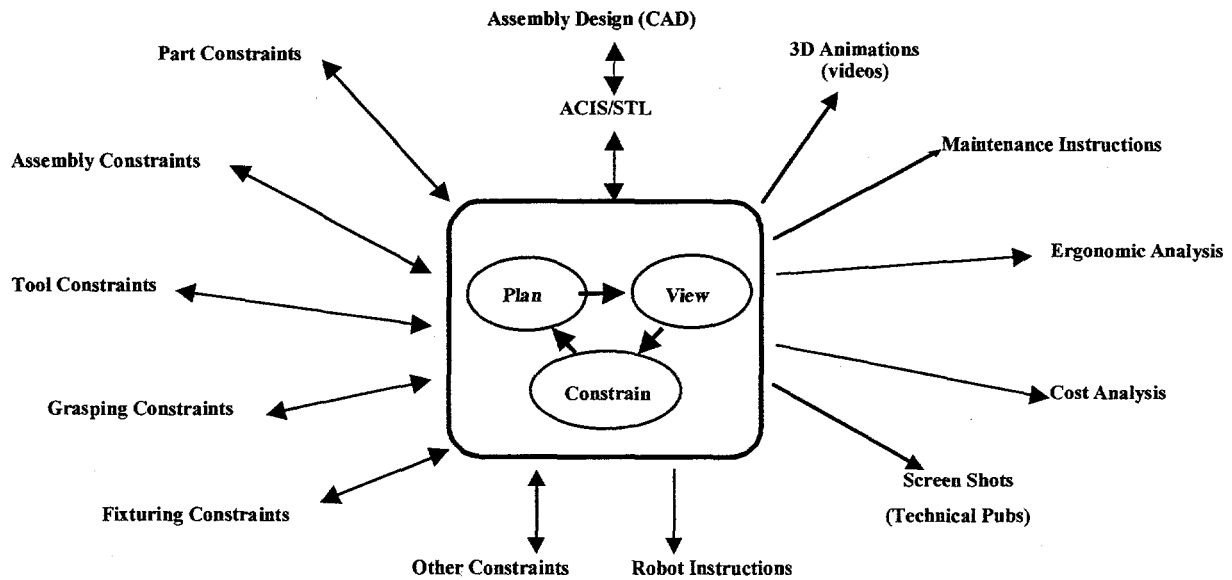 Assembly Design (CAD)
Part Constraints
3D Animations
(videos)
ACIS/STL
Assembly Constraints
Maintenance Instructions
Ergonomic Analysis
Tool Constraints
Plan
View
Constrain
Cost Analysis
Grasping Constraints
Screen Shots
(Technical Pubs)
Fixturing Constraints
Other Constraints
Robot Instructions